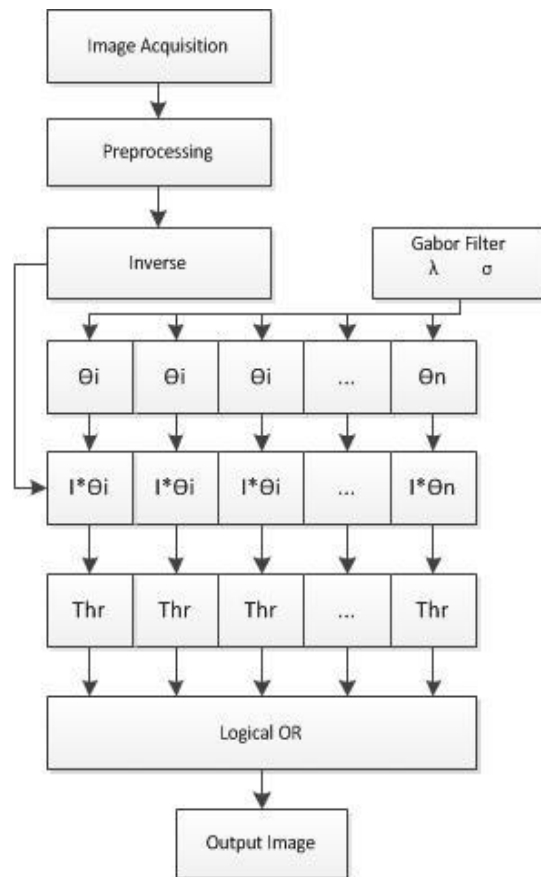 Image Acquisition
Preprocessing
Inverse
Gabor Filter
λ σ
Θi Θi Θi ... Θn
I*Θi I*Θi I*Θi ... I*Θn
Thr Thr Thr ... Thr
Logical OR
Output Image